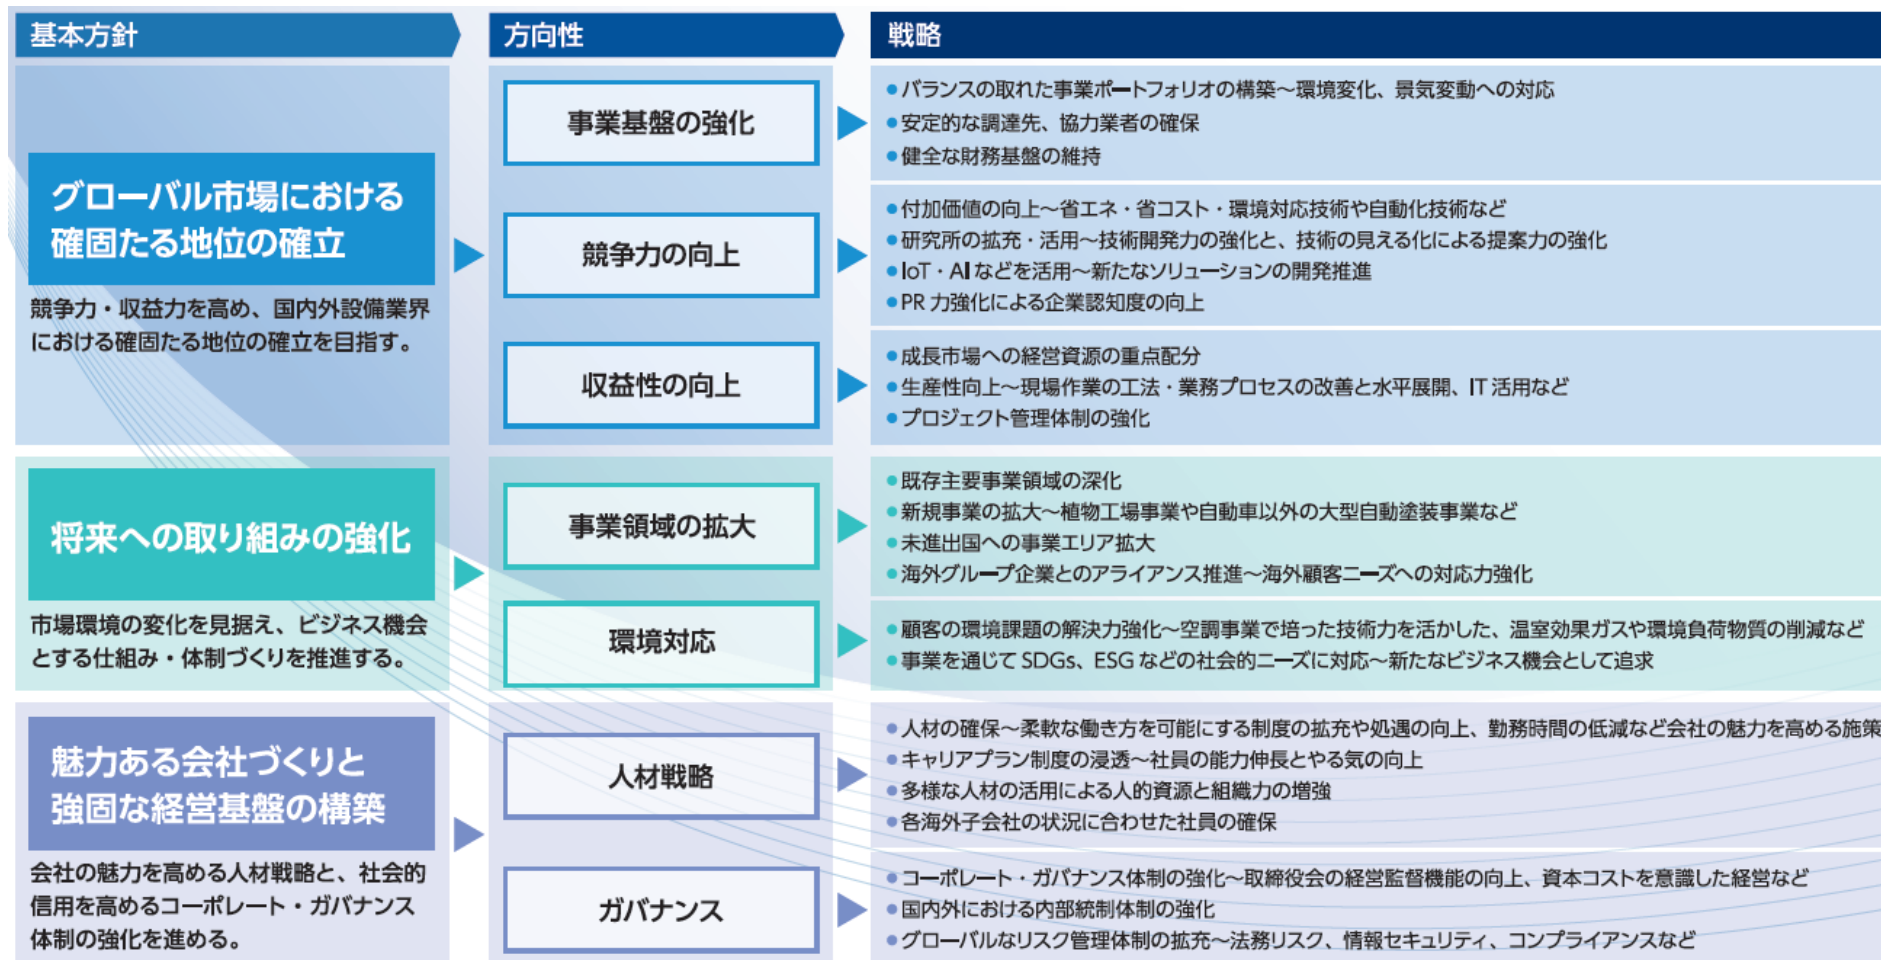 基本方針
方向性
戦略
グローバル市場における
確固たる地位の確立
競争力・収益力を高め、国内外設備業界
における確固たる地位の確立を目指す。
事業基盤の強化
●バランスの取れた事業ポートフォリオの構築～環境変化、景気変動への対応
●安定的な調達先、協力業者の確保
●健全な財務基盤の維持
競争力の向上
●付加価値の向上～省エネ・省コスト・環境対応技術や自動化技術など
●研究所の拡充・活用～技術開発力の強化と、技術の見える化による提案力の強化
●IoT・AIなどを活用～新たなソリューションの開発推進
●PR力強化による企業認知度の向上
収益性の向上
●成長市場への経営資源の重点配分
●生産性向上～現場作業の工法・業務プロセスの改善と水平展開、IT活用など
●プロジェクト管理体制の強化
将来への取り組みの強化
市場環境の変化を見据え、ビジネス機会
とする仕組み・体制づくりを推進する。
事業領域の拡大
●既存主要事業領域の深化
●新規事業の拡大～植物工場事業や自動車以外の大型自動塗装事業など
●未進出国への事業エリア拡大
●海外グループ企業とのアライアンス推進～海外顧客ニーズへの対応力強化
環境対応
●顧客の環境課題の解決力強化～空調事業で培った技術力を活かした、温室効果ガスや環境負荷物質の削減など
●事業を通じてSDGs、ESGなどの社会的ニーズに対応～新たなビジネス機会として追求
魅力ある会社づくりと
強固な経営基盤の構築
会社の魅力を高める人材戦略と、社会的
信用を高めるコーポレート・ガバナンス
体制の強化を進める。
人材戦略
●人材の確保～柔軟な働き方を可能にする制度の拡充や処遇の向上、勤務時間の低減など会社の魅力を高める施策
●キャリアプラン制度の浸透～社員の能力伸長とやる気の向上
●多様な人材の活用による人的資源と組織力の増強
●各海外子会社の状況に合わせた社員の確保
ガバナンス
●コーポレート・ガバナンス体制の強化～取締役会の経営監督機能の向上、資本コストを意識した経営など
●国内外における内部統制体制の強化
●グローバルなリスク管理体制の拡充～法務リスク、情報セキュリティ、コンプライアンスなど